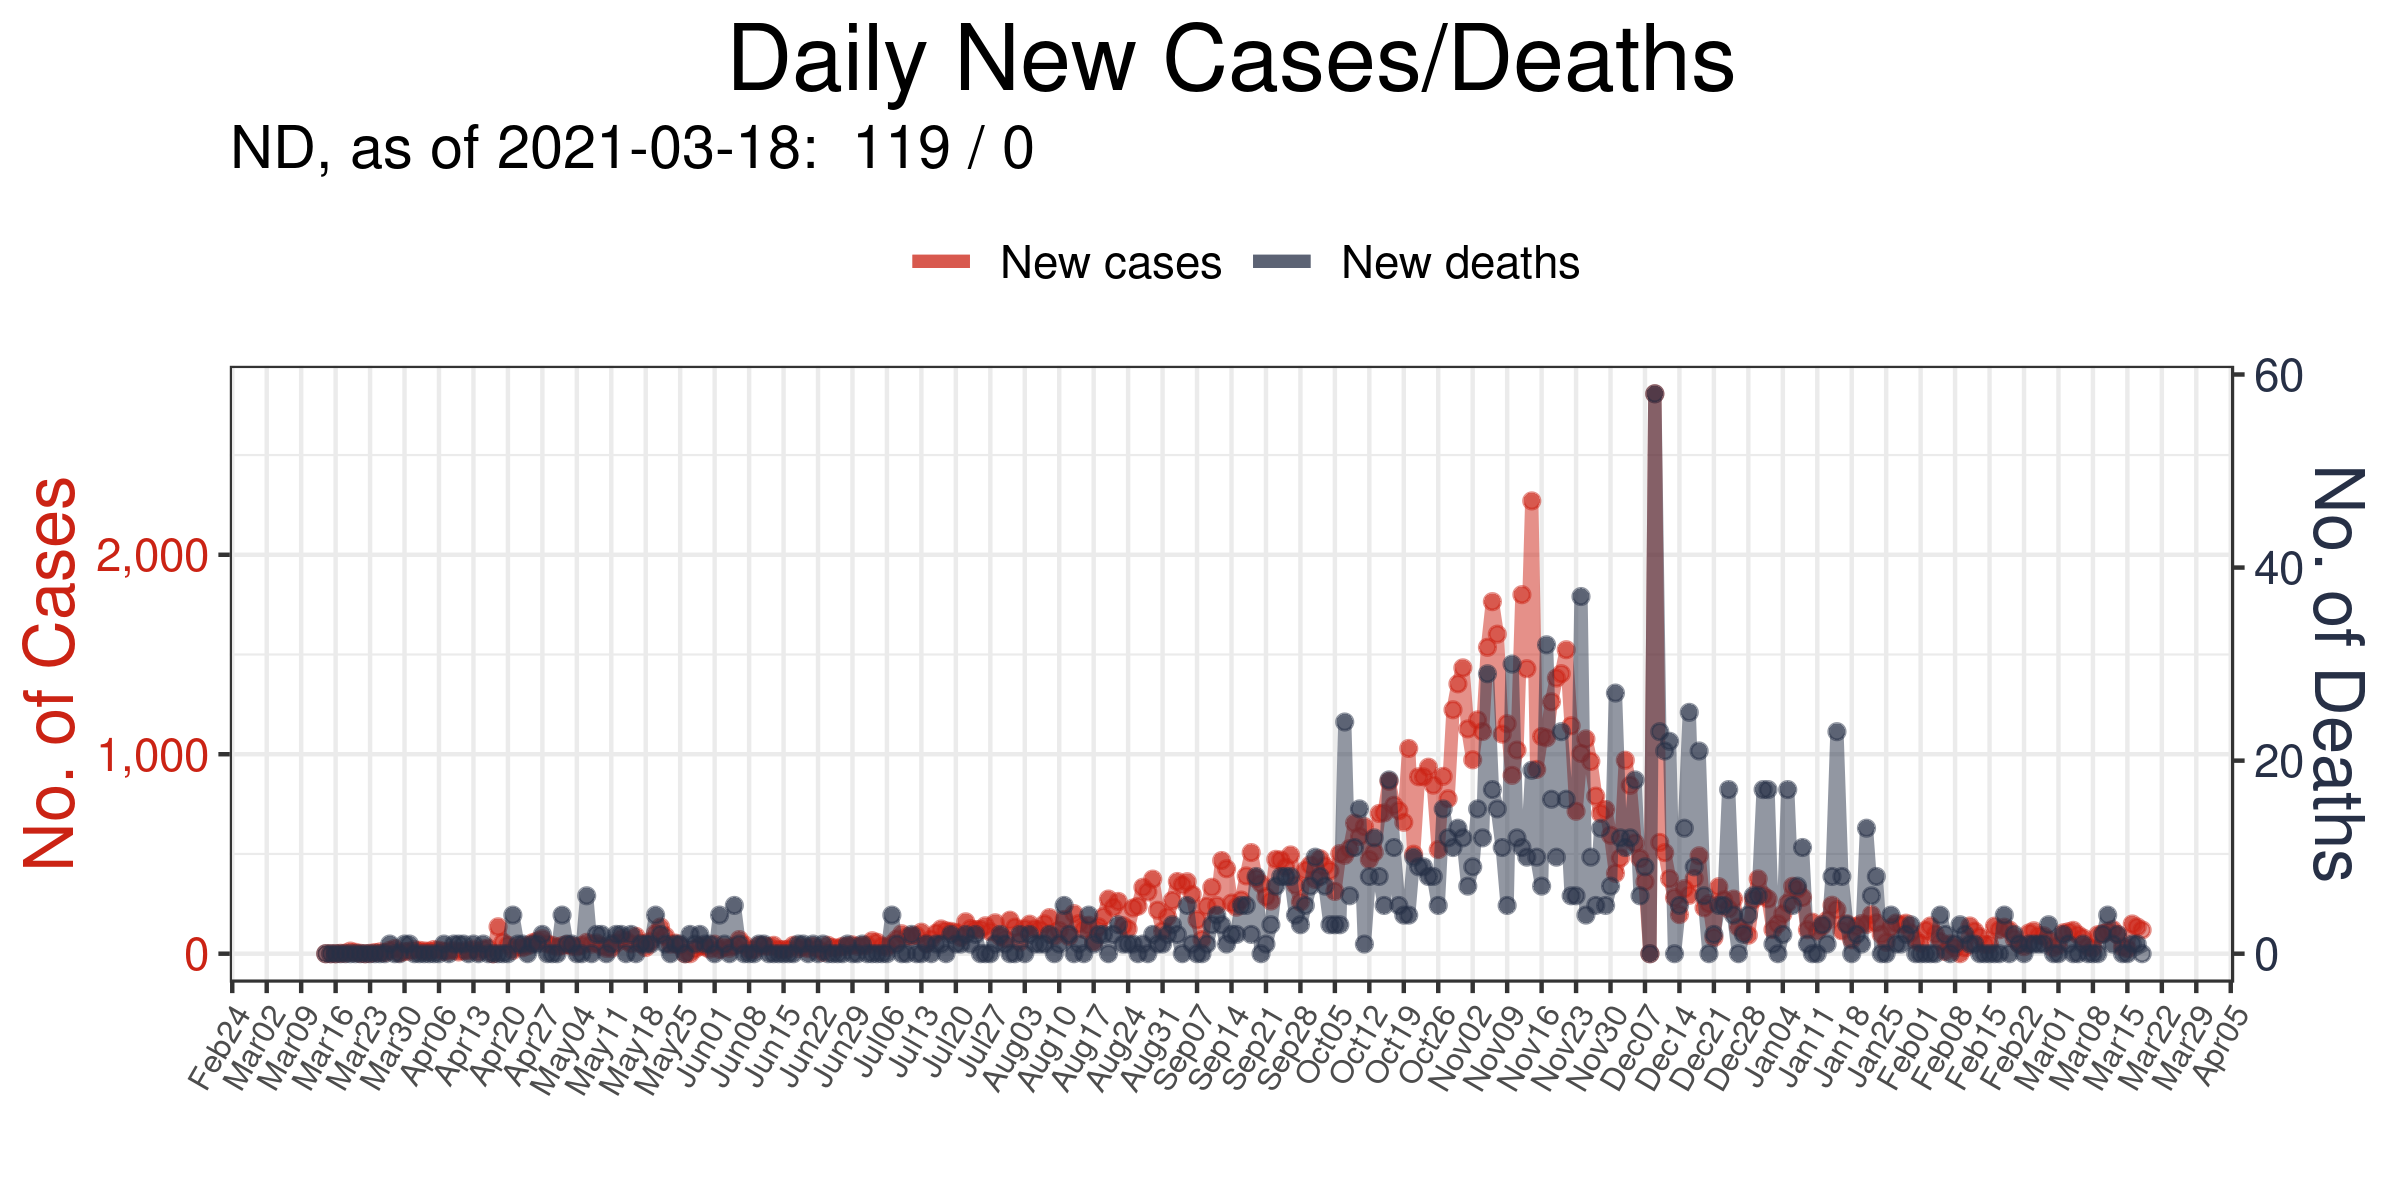 Daily New Cases/Deaths
ND, as of 2021-03-18:  119 / 0
New cases
New deaths
No. of Cases
2,000
1,000
0
60
40
20
0
No. of Deaths
Feb24
Mar02
Mar09
Mar16
Mar23
Mar30
Apr06
Apr13
Apr20
Apr27
May04
May11
May18
May25
Jun01
Jun08
Jun15
Jun22
Jun29
Jul06
Jul13
Jul20
Jul27
Aug03
Aug10
Aug17
Aug24
Aug31
Sep07
Sep14
Sep21
Sep28
Oct05
Oct12
Oct19
Oct26
Nov02
Nov09
Nov16
Nov23
Nov30
Dec07
Dec14
Dec21
Dec28
Dec04
Jan11
Jan18
Jan25
Jan25
Feb01
Feb08
Feb15
Feb22
Mar01
Mar08
Mar15
Mar22
Mar29
Apr05